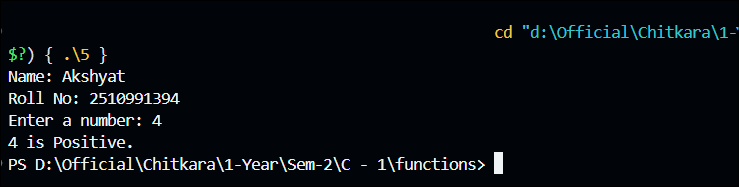 cd "d:\Official\Chitkara\1-
$?) { .\5 }
Name: Akshyat
Roll No: 2510991394
Enter a number: 4
4 is Positive.
PS D:\Official\Chitkara\1-Year\Sem-2\C - 1\functions>